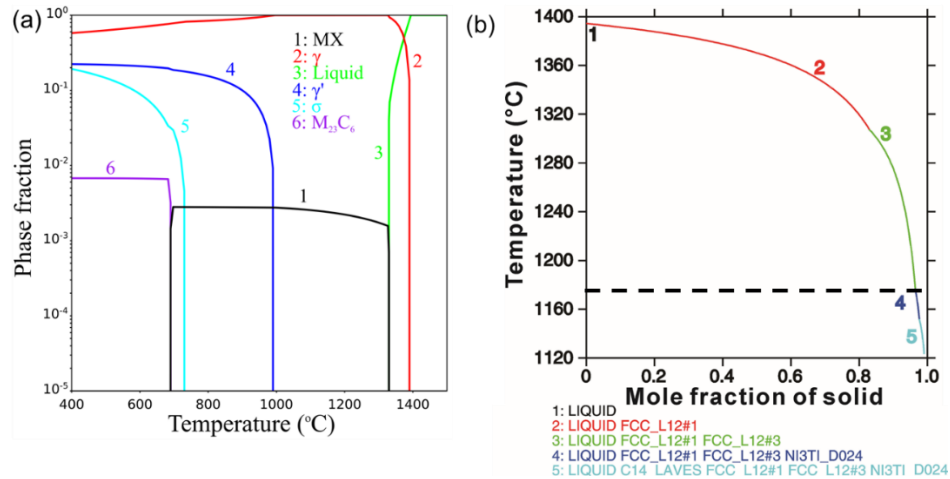 (a)
10⁰
10⁻¹
10⁻²
10⁻³
10⁻⁴
10⁻⁵
Phase fraction
1: MX
2: γ
3: Liquid
4: γ'
5: σ
6: M₂₃C₆
4
2
5
3
6
1
400
600
800
1000
1200
1400
Temperature (°C)
(b)
1400
1360
1320
1280
1240
1200
1160
1120
Temperature (°C)
1
2
3
4
5
0
0.2
0.4
0.6
0.8
1.0
Mole fraction of solid
1: LIQUID
2: LIQUID FCC_L12#1
3: LIQUID FCC_L12#1 FCC_L12#3
4: LIQUID FCC_L12#1 FCC_L12#3 NI3TI_D024
5: LIQUID C14_LAVES FCC_L12#1 FCC_L12#3 NI3TI_D024